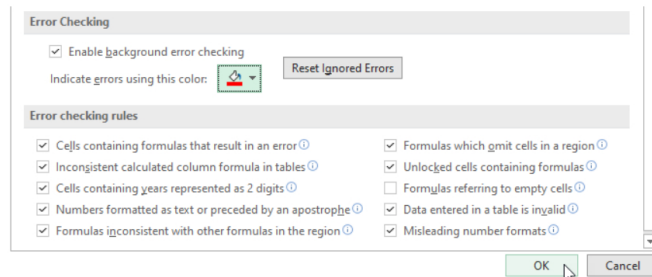 Error Checking
Enable background error checking
Indicate errors using this color:
Reset Ignored Errors
Error checking rules
Cells containing formulas that result in an error
Inconsistent calculated column formula in tables
Cells containing years represented as 2 digits
Numbers formatted as text or preceded by an apostrophe
Formulas inconsistent with other formulas in the region
Formulas which omit cells in a region
Unlocked cells containing formulas
Formulas referring to empty cells
Data entered in a table is invalid
Misleading number formats
OK
Cancel